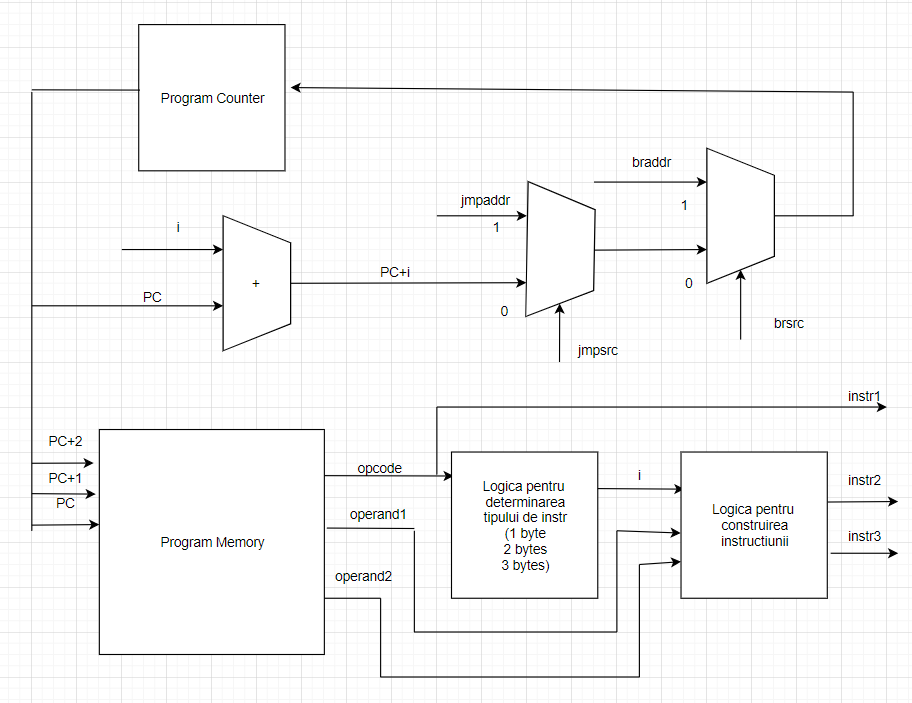 Program Counter
braddr
jmpaddr
1
1
i
PC+i
+
PC
0
0
brsrc
jmpsrc
instr1
PC+2
opcode
PC+1
i
instr2
PC
operand1
Logica pentru
determinarea
tipului de instr
(1 byte
2 bytes
3 bytes)
Logica pentru
construirea
instructiunii
instr3
Program Memory
operand2